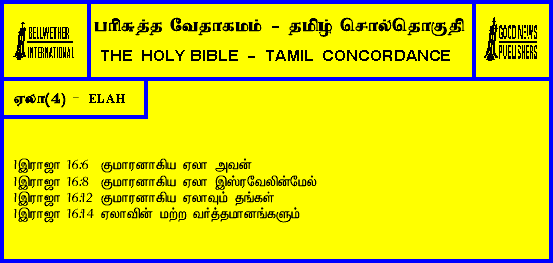 BELLWETHER
INTERNATIONAL
பரிசுத்த வேதாகமம் - தமிழ் சொல்தொகுதி
THE HOLY BIBLE - TAMIL CONCORDANCE
GOOD NEWS
PUBLISHERS
ஏலா(4) - ELAH
1இராஜா 16:6 குமாரனாகிய ஏலா அவன்
1இராஜா 16:8 குமாரனாகிய ஏலா இஸ்ரவேலின்மேல்
1இராஜா 16:12 குமாரனாகிய ஏலாவும் தங்கள்
1இராஜா 16:14 ஏலாவின் மற்ற வர்த்தமானங்களும்